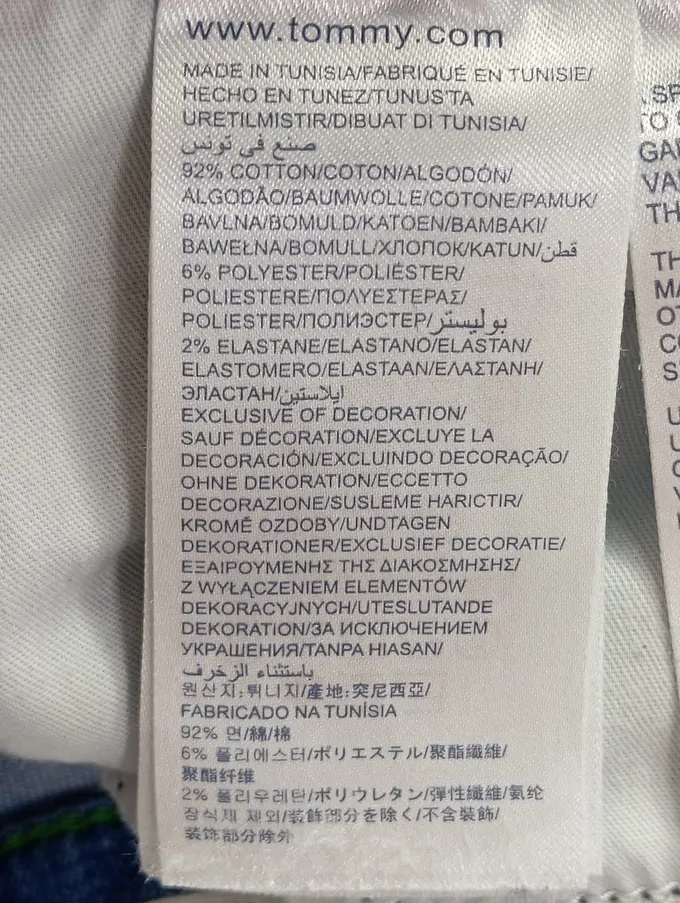 www.tommy.com
MADE IN TUNISIA/FABRIQUÉ EN TUNISIE/
HECHO EN TUNEZ/TUNUS'TA
URETILMISTIR/DIBUAT DI TUNISIA/
صنع في تونس
92% COTTON/COTON/ALGODÓN/
ALGODÃO/BAUMWOLLE/COTONE/PAMUK/
BAVLNA/BOMULD/KATOEN/BAMBAKI/
BAWEŁNA/BOMULL/ХЛОПОК/KATUN/قطن
6% POLYESTER/POLIÉSTER/
POLIESTERE/ΠΟΛΥΕΣΤΕΡΑΣ/
POLIESTER/ПОЛИЭСТЕР/بوليستر
2% ELASTANE/ELASTANO/ELASTAN/
ELASTOMERO/ELASTAAN/ΕΛΑΣΤΑΝΗ/
ЭЛАСТАН/ايلاستين
EXCLUSIVE OF DECORATION/
SAUF DÉCORATION/EXCLUYE LA
DECORACIÓN/EXCLUINDO DECORAÇÃO/
OHNE DEKORATION/ECCETTO
DECORAZIONE/SUSLEME HARICTIR/
KROMĚ OZDOBY/UNDTAGEN
DEKORATIONER/EXCLUSIEF DECORATIE/
ΕΞΑΙΡΟΥΜΕΝΗΣ ΤΗΣ ΔΙΑΚΟΣΜΗΣΗΣ/
Z WYŁĄCZENIEM ELEMENTÓW
DEKORACYJNYCH/UTESLUTANDE
DEKORATION/ЗА ИСКЛЮЧЕНИЕМ
УКРАШЕНИЯ/TANPA HIASAN/
باستثناء الزخرف
원산지:튀니지/產地:突尼西亞/
FABRICADO NA TUNÍSIA
92% 면/綿/棉
6% 폴리에스터/ポリエステル/聚酯纖維/
聚酯纤维
2% 폴리우레탄/ポリウレタン/彈性纖維/氨纶
장식재 제외/装飾部分を除く/不含裝飾/
装饰部分除外